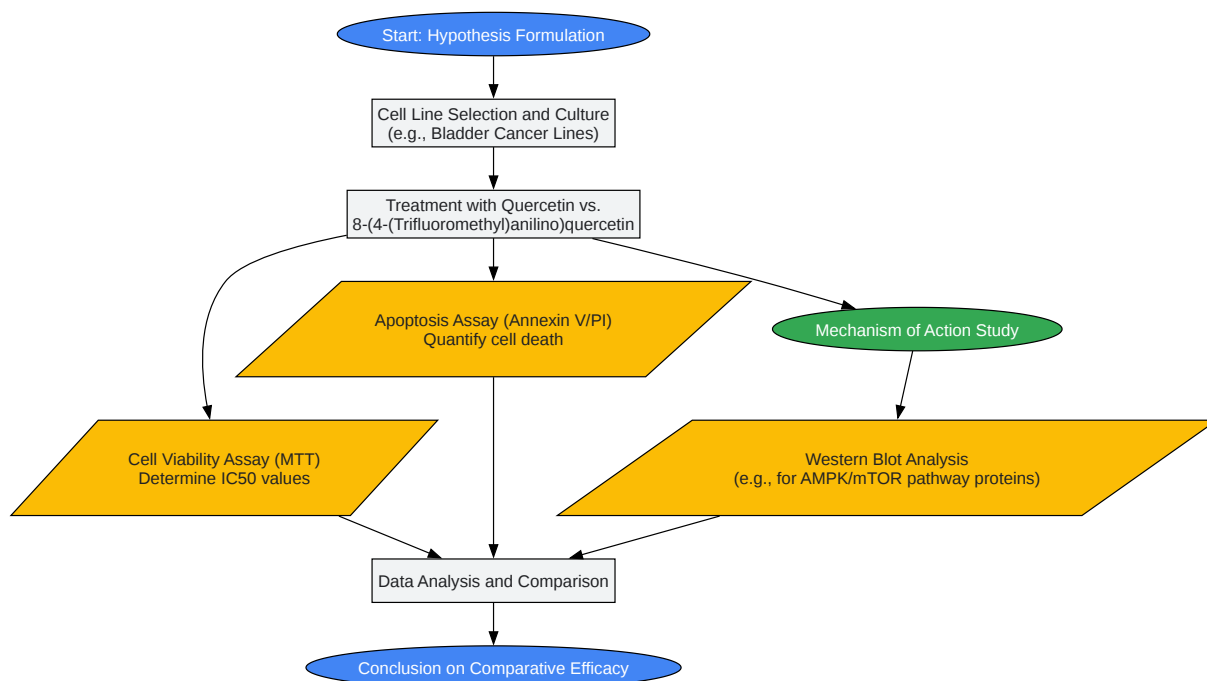 Start: Hypothesis Formulation
Cell Line Selection and Culture
(e.g., Bladder Cancer Lines)
Treatment with Quercetin vs.
8-(4-(Trifluoromethyl)anilino)quercetin
Apoptosis Assay (Annexin V/PI)
Quantify cell death
Mechanism of Action Study
Cell Viability Assay (MTT)
Determine IC50 values
Western Blot Analysis
(e.g., for AMPK/mTOR pathway proteins)
Data Analysis and Comparison
Conclusion on Comparative Efficacy